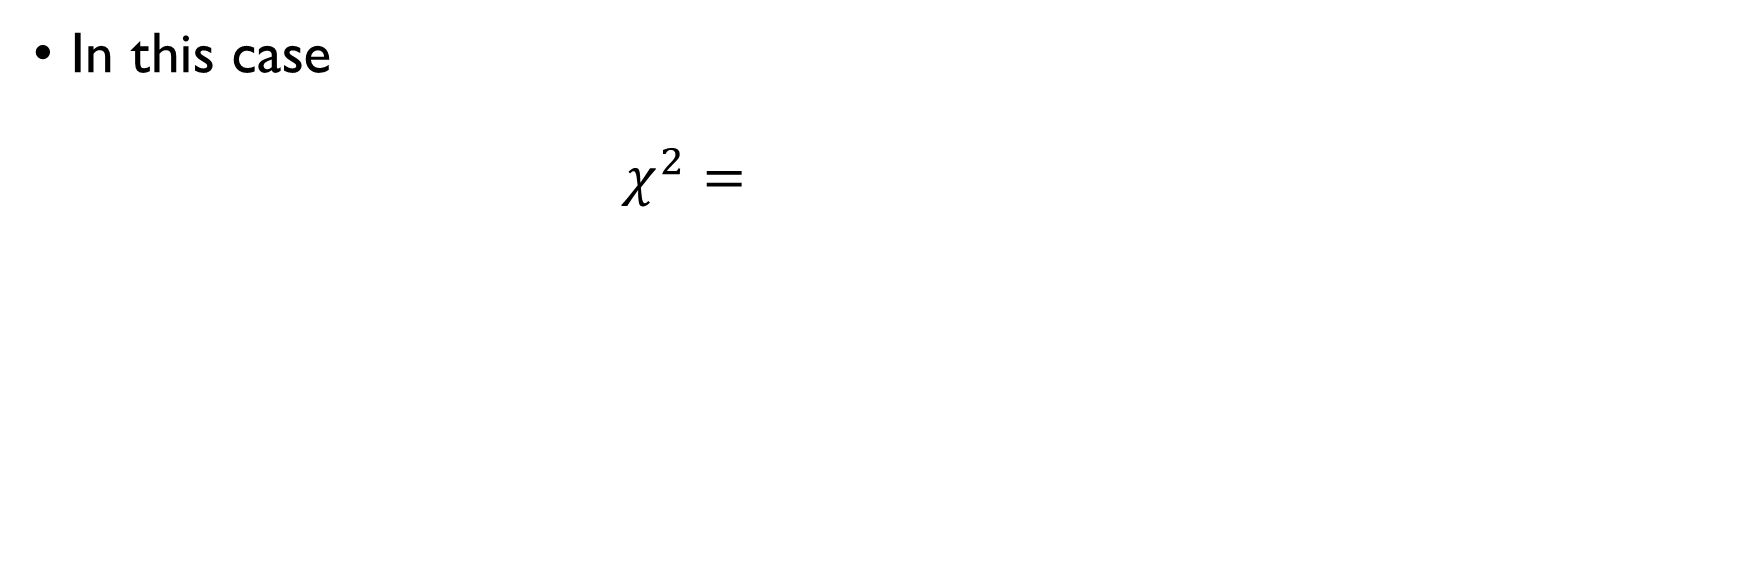 • In this case
χ² =